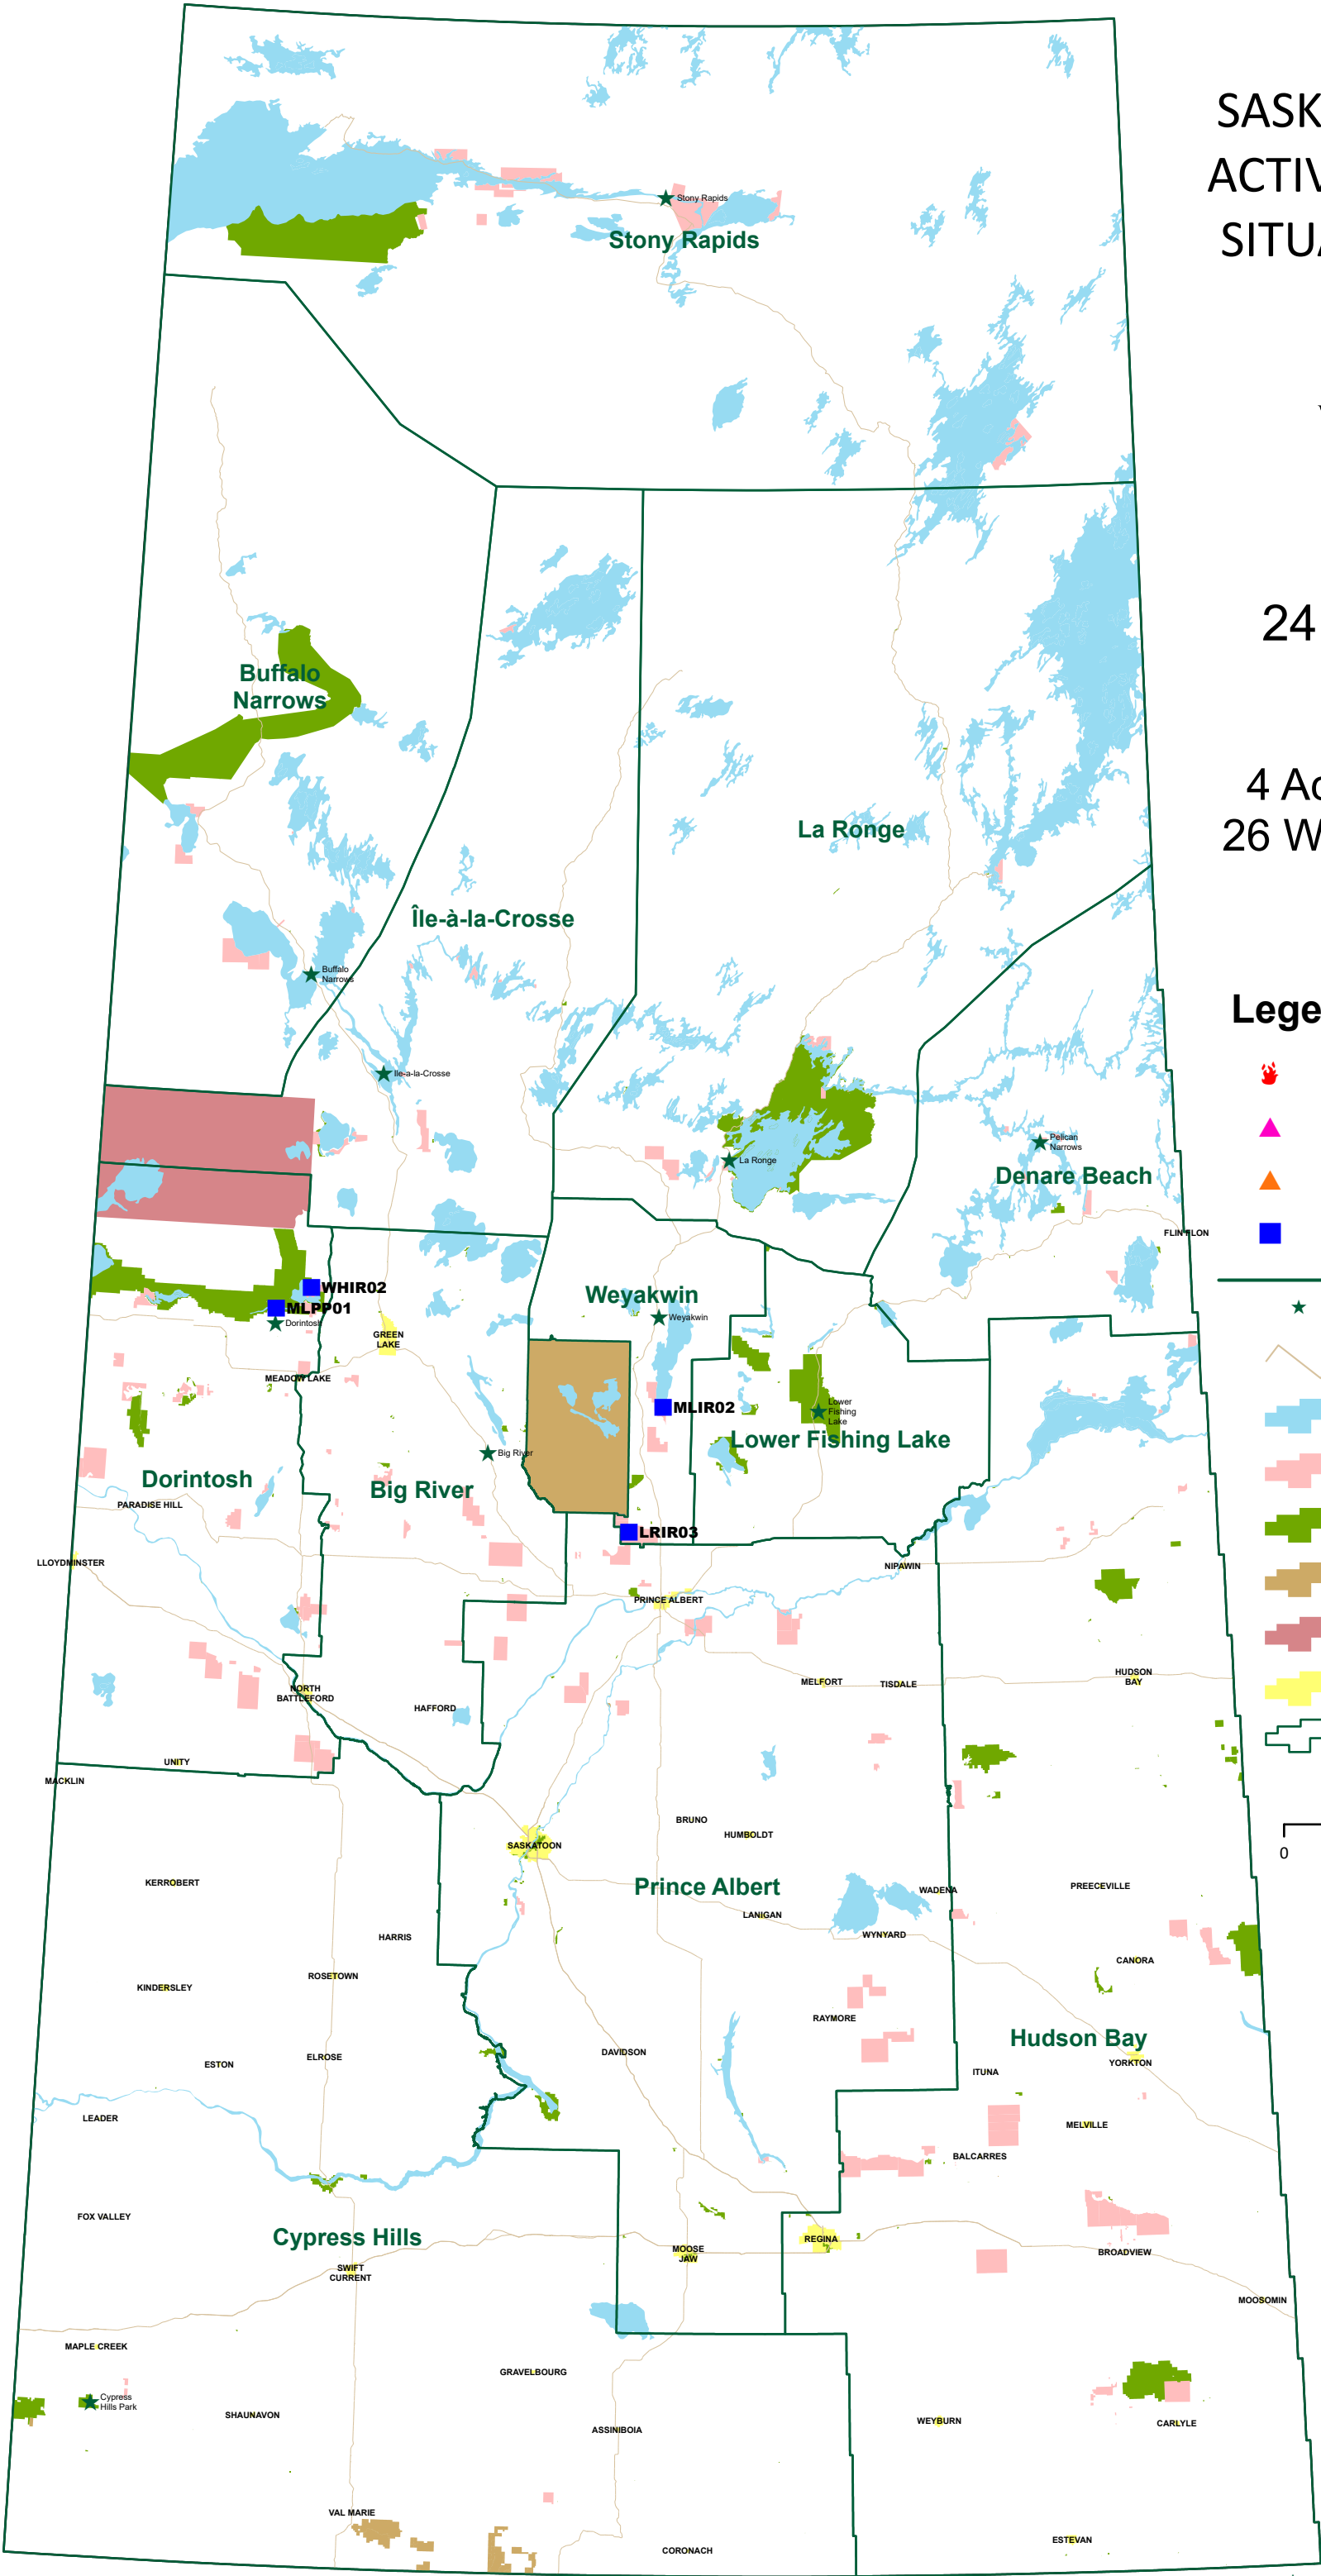 SASK
ACTIV
SITUA
24
4 Ac
26 W
Lege
0
Stony Rapids
Stony Rapids
Buffalo
Narrows
La Ronge
Île-à-la-Crosse
Buffalo
Narrows
Ile-a-la-Crosse
Pelican
Narrows
La Ronge
Denare Beach
FLIN FLON
WHIR02
Weyakwin
MLPP01
Weyakwin
Dorintosh
GREEN
LAKE
MEADOW LAKE
MLIR02
Lower
Fishing
Lake
Lower Fishing Lake
Big River
Dorintosh
Big River
PARADISE HILL
LRIR03
LLOYDMINSTER
NIPAWIN
PRINCE ALBERT
HUDSON
BAY
MELFORT
TISDALE
NORTH
BATTLEFORD
HAFFORD
UNITY
MACKLIN
BRUNO
HUMBOLDT
SASKATOON
KERROBERT
Prince Albert
PREECEVILLE
WADENA
LANIGAN
WYNYARD
HARRIS
CANORA
ROSETOWN
KINDERSLEY
RAYMORE
Hudson Bay
DAVIDSON
ELROSE
YORKTON
ESTON
ITUNA
LEADER
MELVILLE
BALCARRES
FOX VALLEY
Cypress Hills
REGINA
MOOSE
JAW
BROADVIEW
SWIFT
CURRENT
MOOSOMIN
MAPLE CREEK
GRAVELBOURG
Cypress
Hills Park
SHAUNAVON
WEYBURN
CARLYLE
ASSINIBOIA
VAL MARIE
ESTEVAN
CORONACH